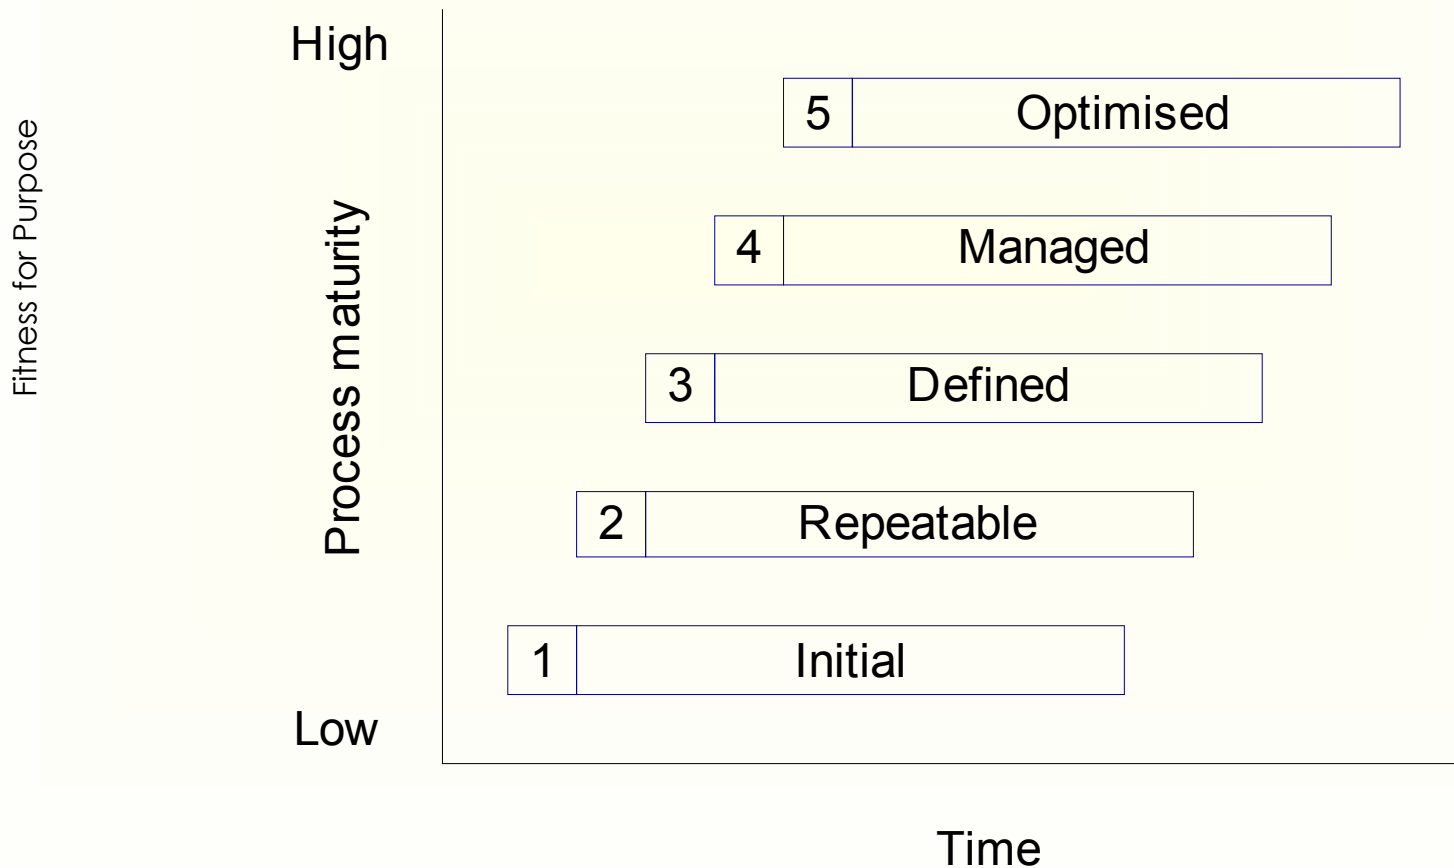 Fitness for Purpose
High
Process maturity
5 Optimised
4 Managed
3 Defined
2 Repeatable
1 Initial
Low
Time